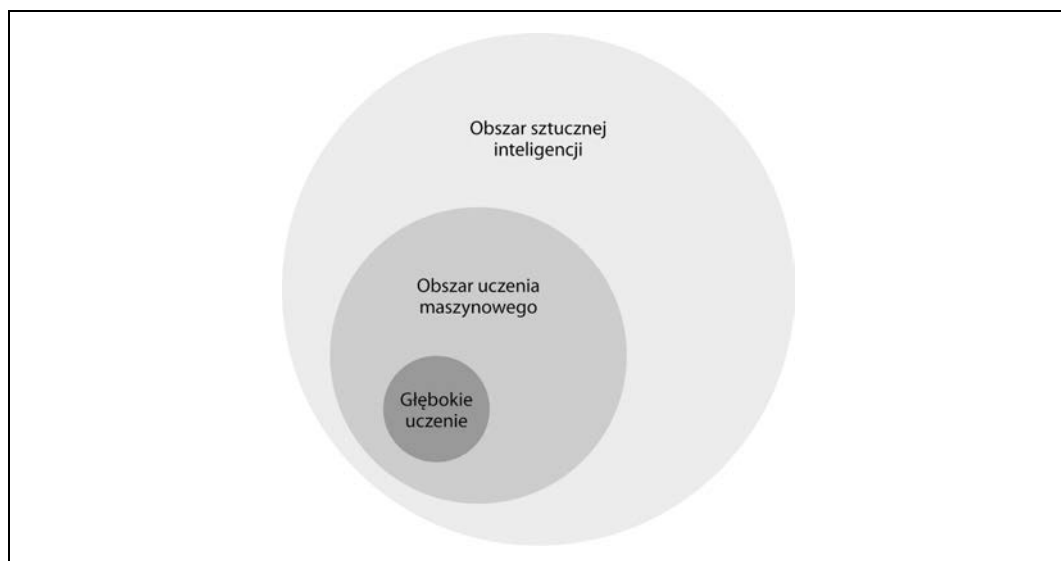 Obszar sztucznej
inteligencji
Obszar uczenia
maszynowego
Głębokie
uczenie